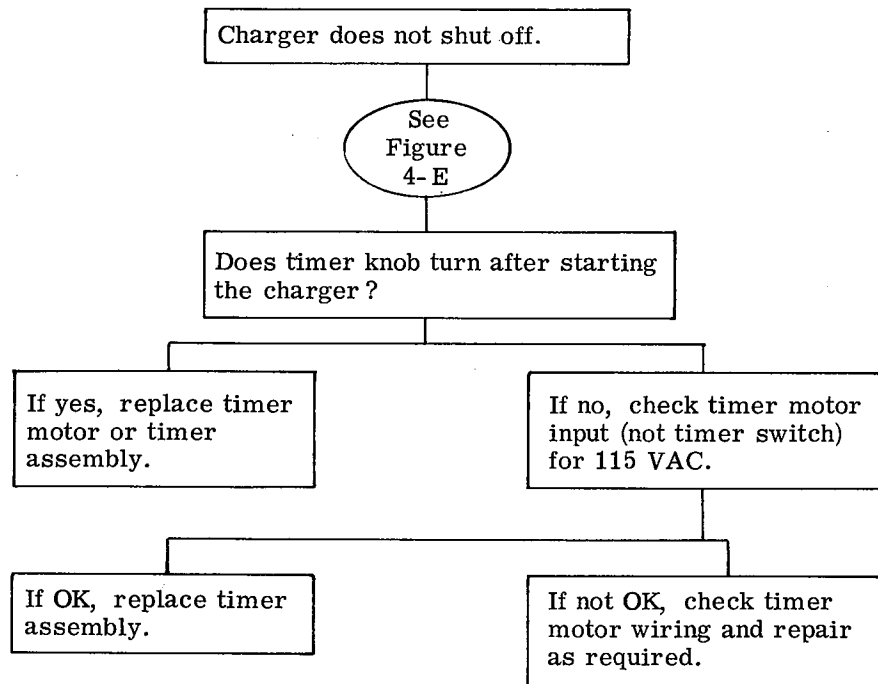 Charger does not shut off.
See
Figure
4-E
Does timer knob turn after starting
the charger?
If yes, replace timer
motor or timer
assembly.
If no, check timer motor
input (not timer switch)
for 115 VAC.
If OK, replace timer
assembly.
If not OK, check timer
motor wiring and repair
as required.